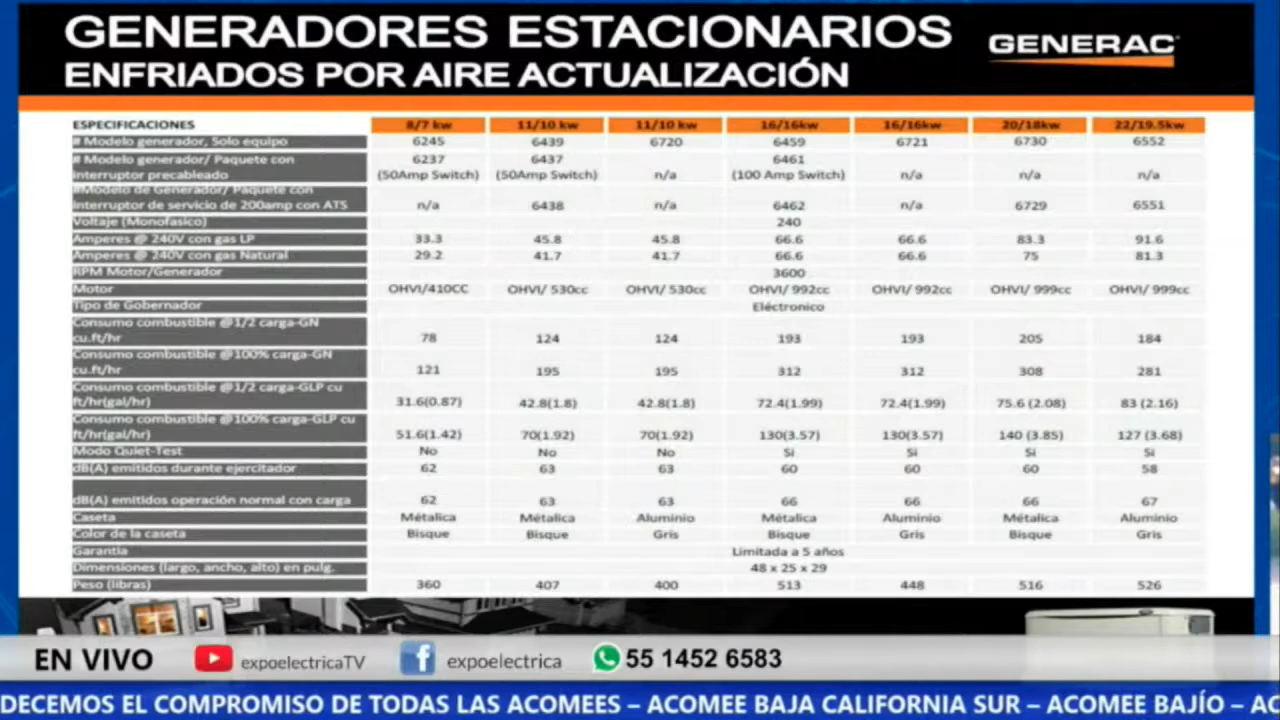 GENERADORES ESTACIONARIOS
ENFRIADOS POR AIRE ACTUALIZACIÓN
GENERAC
ESPECIFICACIONES 8/7 kw 11/10 kw 11/10 kw 16/16kw 16/16kw 20/18kw 22/19.5kw
# Modelo generador, Solo equipo 6245 6439 6720 6459 6721 6730 6552
# Modelo generador/ Paquete con 6237 6437 6461
interruptor precableado (50Amp Switch) (50Amp Switch) n/a (100 Amp Switch) n/a n/a n/a
#Modelo de Generador/ Paquete con
interruptor de servicio de 200amp con ATS n/a 6438 n/a 6462 n/a 6729 6551
Voltaje (Monofasico) 240
Amperes @ 240V con gas LP 33.3 45.8 45.8 66.6 66.6 83.3 91.6
Amperes @ 240V con gas Natural 29.2 41.7 41.7 66.6 66.6 75 81.3
RPM Motor/Generador 3600
Motor OHVI/410CC OHVI/ 530cc OHVI/ 530cc OHVI/ 992cc OHVI/ 992cc OHVI/ 999cc OHVI/ 999cc
Tipo de Gobernador Eléctronico
Consumo combustible @1/2 carga-GN
cu.ft/hr 78 124 124 193 193 205 184
Consumo combustible @100% carga-GN
cu.ft/hr 121 195 195 312 312 308 281
Consumo combustible @1/2 carga-GLP cu
ft/hr(gal/hr) 31.6(0.87) 42.8(1.8) 42.8(1.8) 72.4(1.99) 72.4(1.99) 75.6 (2.08) 83 (2.16)
Consumo combustible @100% carga-GLP cu
ft/hr(gal/hr) 51.6(1.42) 70(1.92) 70(1.92) 130(3.57) 130(3.57) 140 (3.85) 127 (3.68)
Modo Quiet-Test No No No Si Si Si Si
dB(A) emitidos durante ejercitador 62 63 63 60 60 60 58
dB(A) emitidos operación normal con carga 62 63 63 66 66 66 67
Caseta Métalica Métalica Aluminio Métalica Aluminio Métalica Aluminio
Color de la caseta Bisque Bisque Gris Bisque Gris Bisque Gris
Garantia Limitada a 5 años
Dimensiones (largo, ancho, alto) en pulg. 48 x 25 x 29
Peso (libras) 360 407 400 513 448 516 526
EN VIVO expoelectricaTV expoelectrica 55 1452 6583
DECEMOS EL COMPROMISO DE TODAS LAS ACOMEES – ACOMEE BAJA CALIFORNIA SUR – ACOMEE BAJÍO – AC